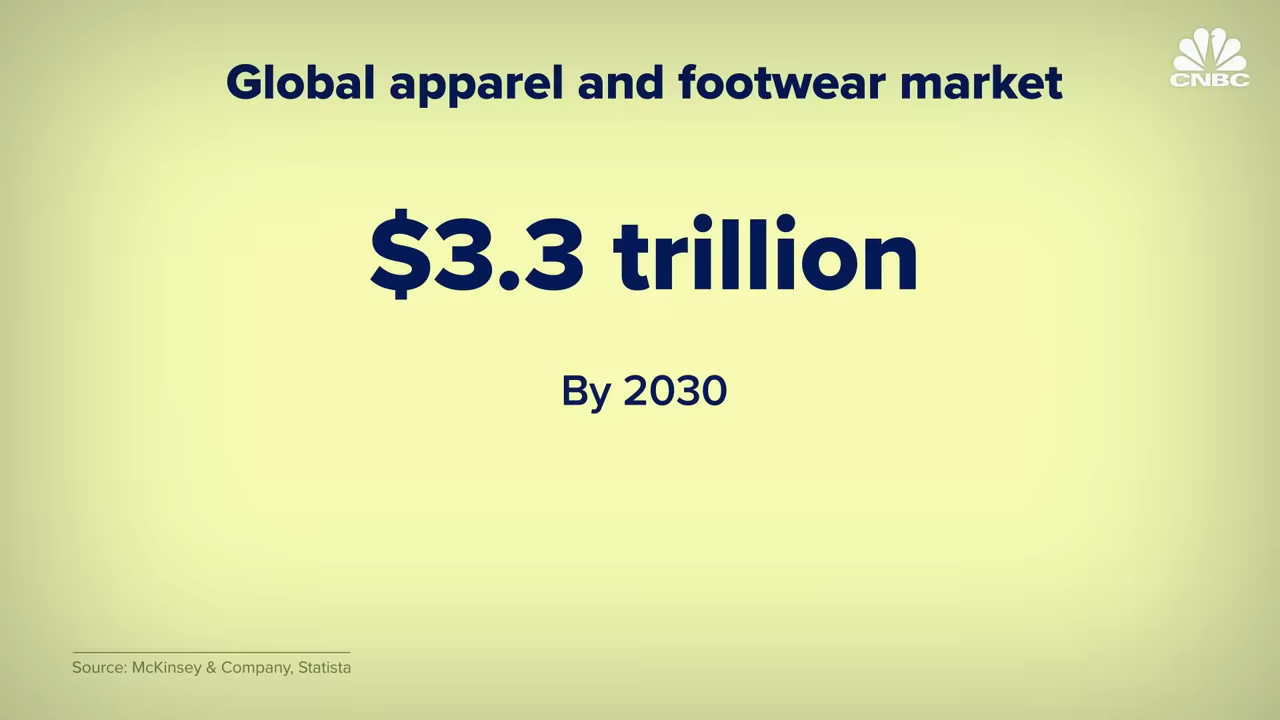 Global apparel and footwear market
CNBC
$3.3 trillion
By 2030
Source: McKinsey & Company, Statista